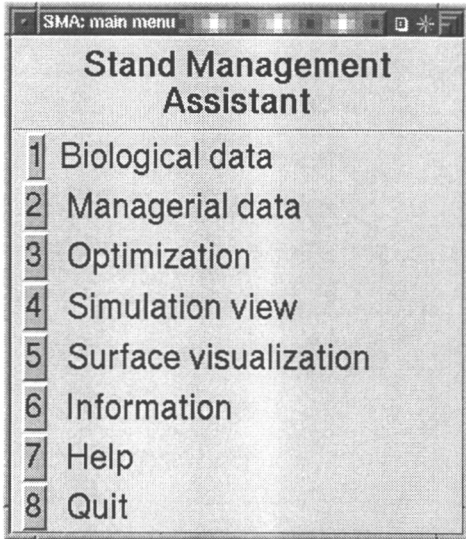 SMA: main menu
Stand Management
Assistant
1 Biological data
2 Managerial data
3 Optimization
4 Simulation view
5 Surface visualization
6 Information
7 Help
8 Quit